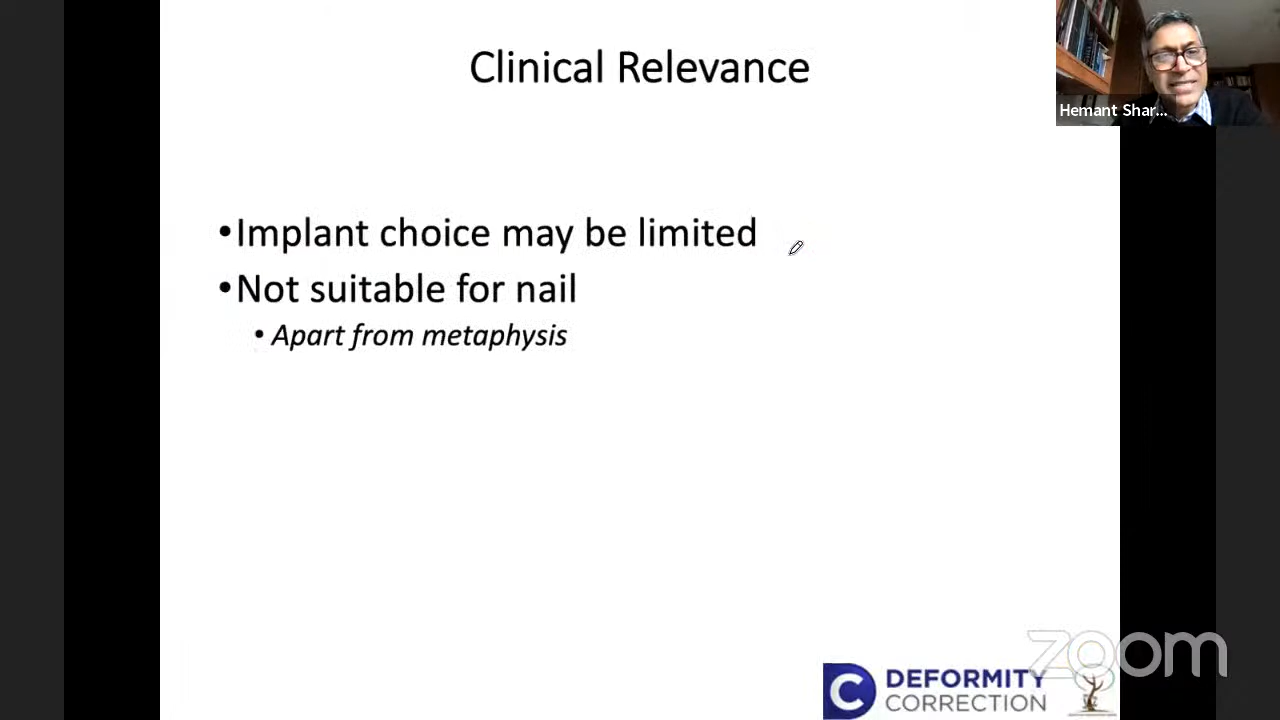 Clinical Relevance
Hemant Shar...
•Implant choice may be limited
•Not suitable for nail
• Apart from metaphysis
zoom
C DEFORMITY
CORRECTION